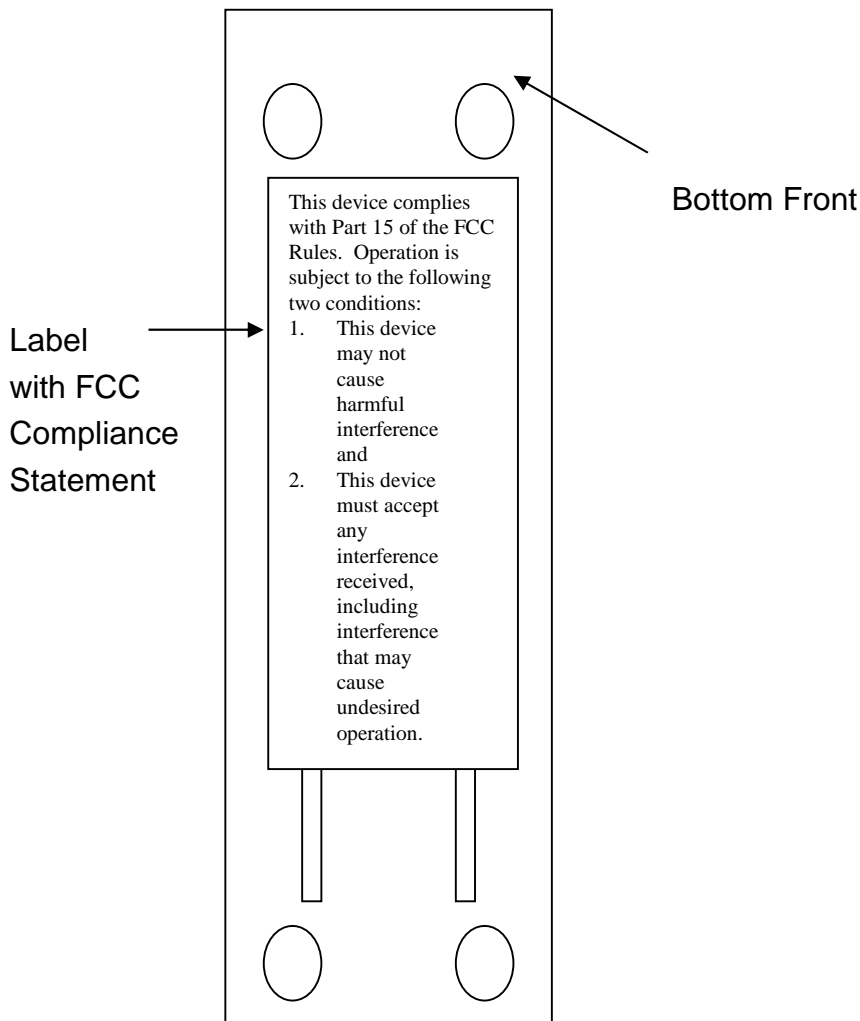 Bottom Front
Label
with FCC
Compliance
Statement
This device complies
with Part 15 of the FCC
Rules.  Operation is
subject to the following
two conditions:
1. This device
may not
cause
harmful
interference
and
2. This device
must accept
any
interference
received,
including
interference
that may
cause
undesired
operation.